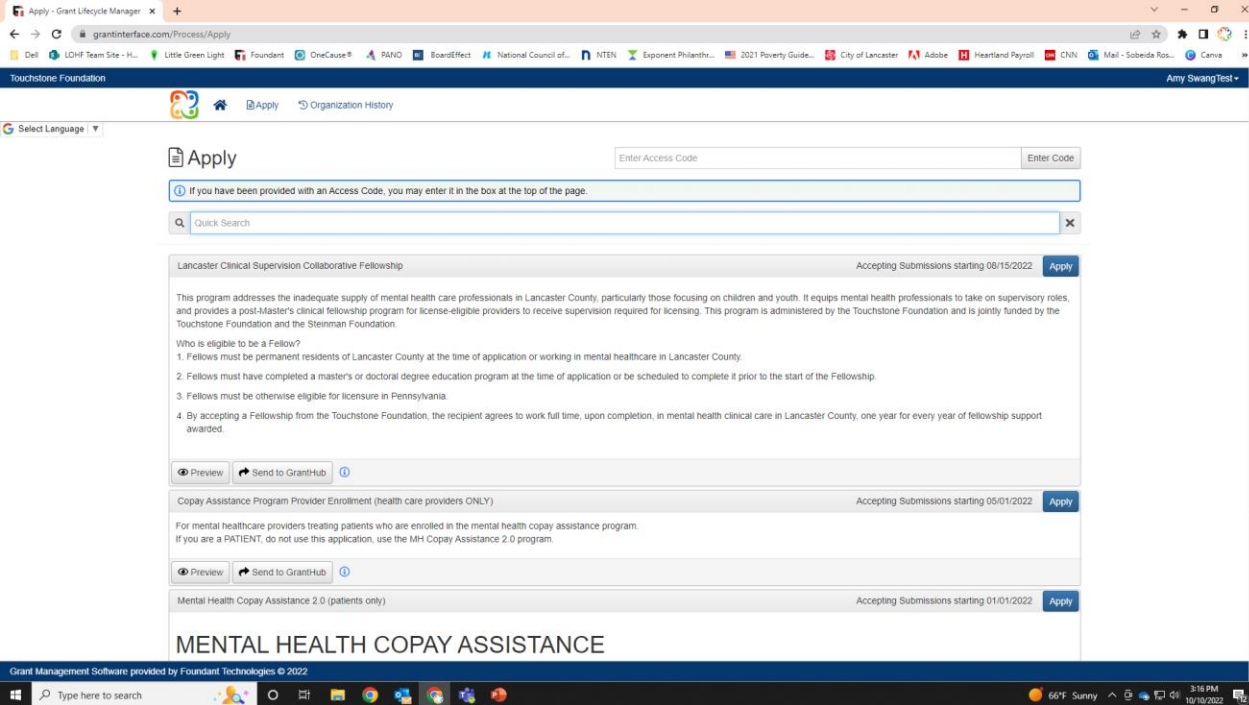 Apply - Grant Lifecycle Manager
grantinterface.com/Process/Apply
Dell LOHF Team Site - H... Little Green Light Foundant OneCause® PANO BoardEffect National Council of... NTEN Exponent Philanthr... 2021 Poverty Guide... City of Lancaster Adobe Heartland Payroll CNN Mail - Sobeida Ros... Canva »
Touchstone Foundation Amy SwangTest
Apply Organization History
Select Language
Apply Enter Access Code Enter Code
If you have been provided with an Access Code, you may enter it in the box at the top of the page.
Quick Search
Lancaster Clinical Supervision Collaborative Fellowship Accepting Submissions starting 08/15/2022 Apply
This program addresses the inadequate supply of mental health care professionals in Lancaster County, particularly those focusing on children and youth. It equips mental health professionals to take on supervisory roles,
and provides a post-Master's clinical fellowship program for license-eligible providers to receive supervision required for licensing. This program is administered by the Touchstone Foundation and is jointly funded by the
Touchstone Foundation and the Steinman Foundation.
Who is eligible to be a Fellow?
1. Fellows must be permanent residents of Lancaster County at the time of application or working in mental healthcare in Lancaster County.
2. Fellows must have completed a master's or doctoral degree education program at the time of application or be scheduled to complete it prior to the start of the Fellowship.
3. Fellows must be otherwise eligible for licensure in Pennsylvania.
4. By accepting a Fellowship from the Touchstone Foundation, the recipient agrees to work full time, upon completion, in mental health clinical care in Lancaster County, one year for every year of fellowship support
awarded.
Preview Send to GrantHub
Copay Assistance Program Provider Enrollment (health care providers ONLY) Accepting Submissions starting 05/01/2022 Apply
For mental healthcare providers treating patients who are enrolled in the mental health copay assistance program.
If you are a PATIENT, do not use this application, use the MH Copay Assistance 2.0 program.
Preview Send to GrantHub
Mental Health Copay Assistance 2.0 (patients only) Accepting Submissions starting 01/01/2022 Apply
MENTAL HEALTH COPAY ASSISTANCE
Grant Management Software provided by Foundant Technologies © 2022
Type here to search 66°F Sunny 3:16 PM
10/10/2022